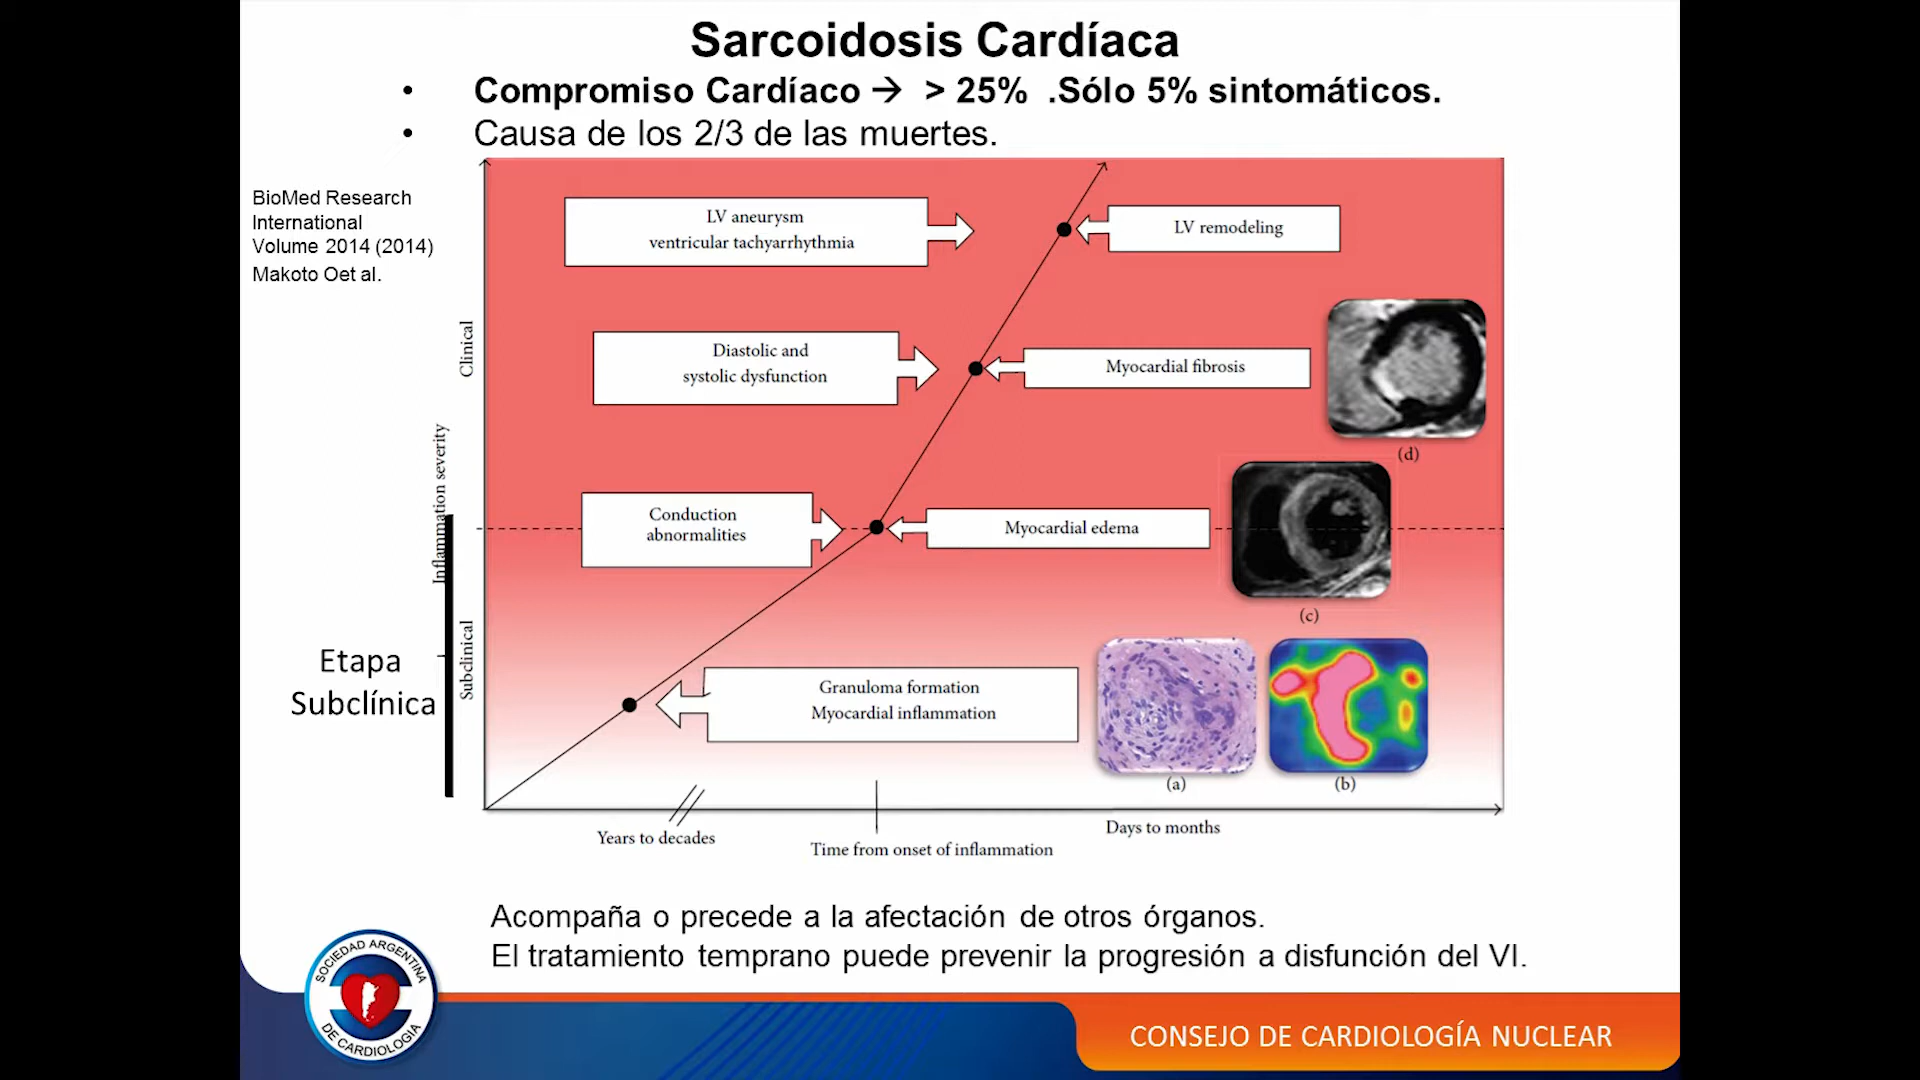 Sarcoidosis Cardíaca
• Compromiso Cardíaco → > 25% .Sólo 5% sintomáticos.
• Causa de los 2/3 de las muertes.
BioMed Research
International
Volume 2014 (2014)
Makoto Oet al.
LV aneurysm
ventricular tachyarrhythmia
LV remodeling
Clinical
Diastolic and
systolic dysfunction
Myocardial fibrosis
(d)
Inflammation severity
Conduction
abnormalities
Myocardial edema
(c)
Etapa
Subclínica
Subclinical
Granuloma formation
Myocardial inflammation
(a)
(b)
Years to decades
Time from onset of inflammation
Days to months
Acompaña o precede a la afectación de otros órganos.
El tratamiento temprano puede prevenir la progresión a disfunción del VI.
SOCIEDAD ARGENTINA
DE CARDIOLOGIA
CONSEJO DE CARDIOLOGÍA NUCLEAR